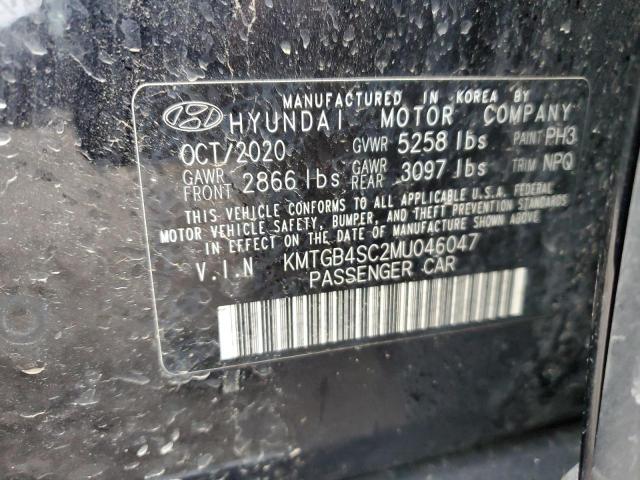 MANUFACTURED IN KOREA BY
HYUNDAI MOTOR COMPANY
OCT/2020 GVWR 5258 lbs PAINT PH3
GAWR FRONT 2866 lbs GAWR REAR 3097 lbs TRIM NPQ
THIS VEHICLE CONFORMS TO ALL APPLICABLE U.S.A. FEDERAL
MOTOR VEHICLE SAFETY, BUMPER, AND THEFT PREVENTION STANDARDS
IN EFFECT ON THE DATE OF MANUFACTURE SHOWN ABOVE.
V.I.N KMTGB4SC2MU046047
PASSENGER CAR